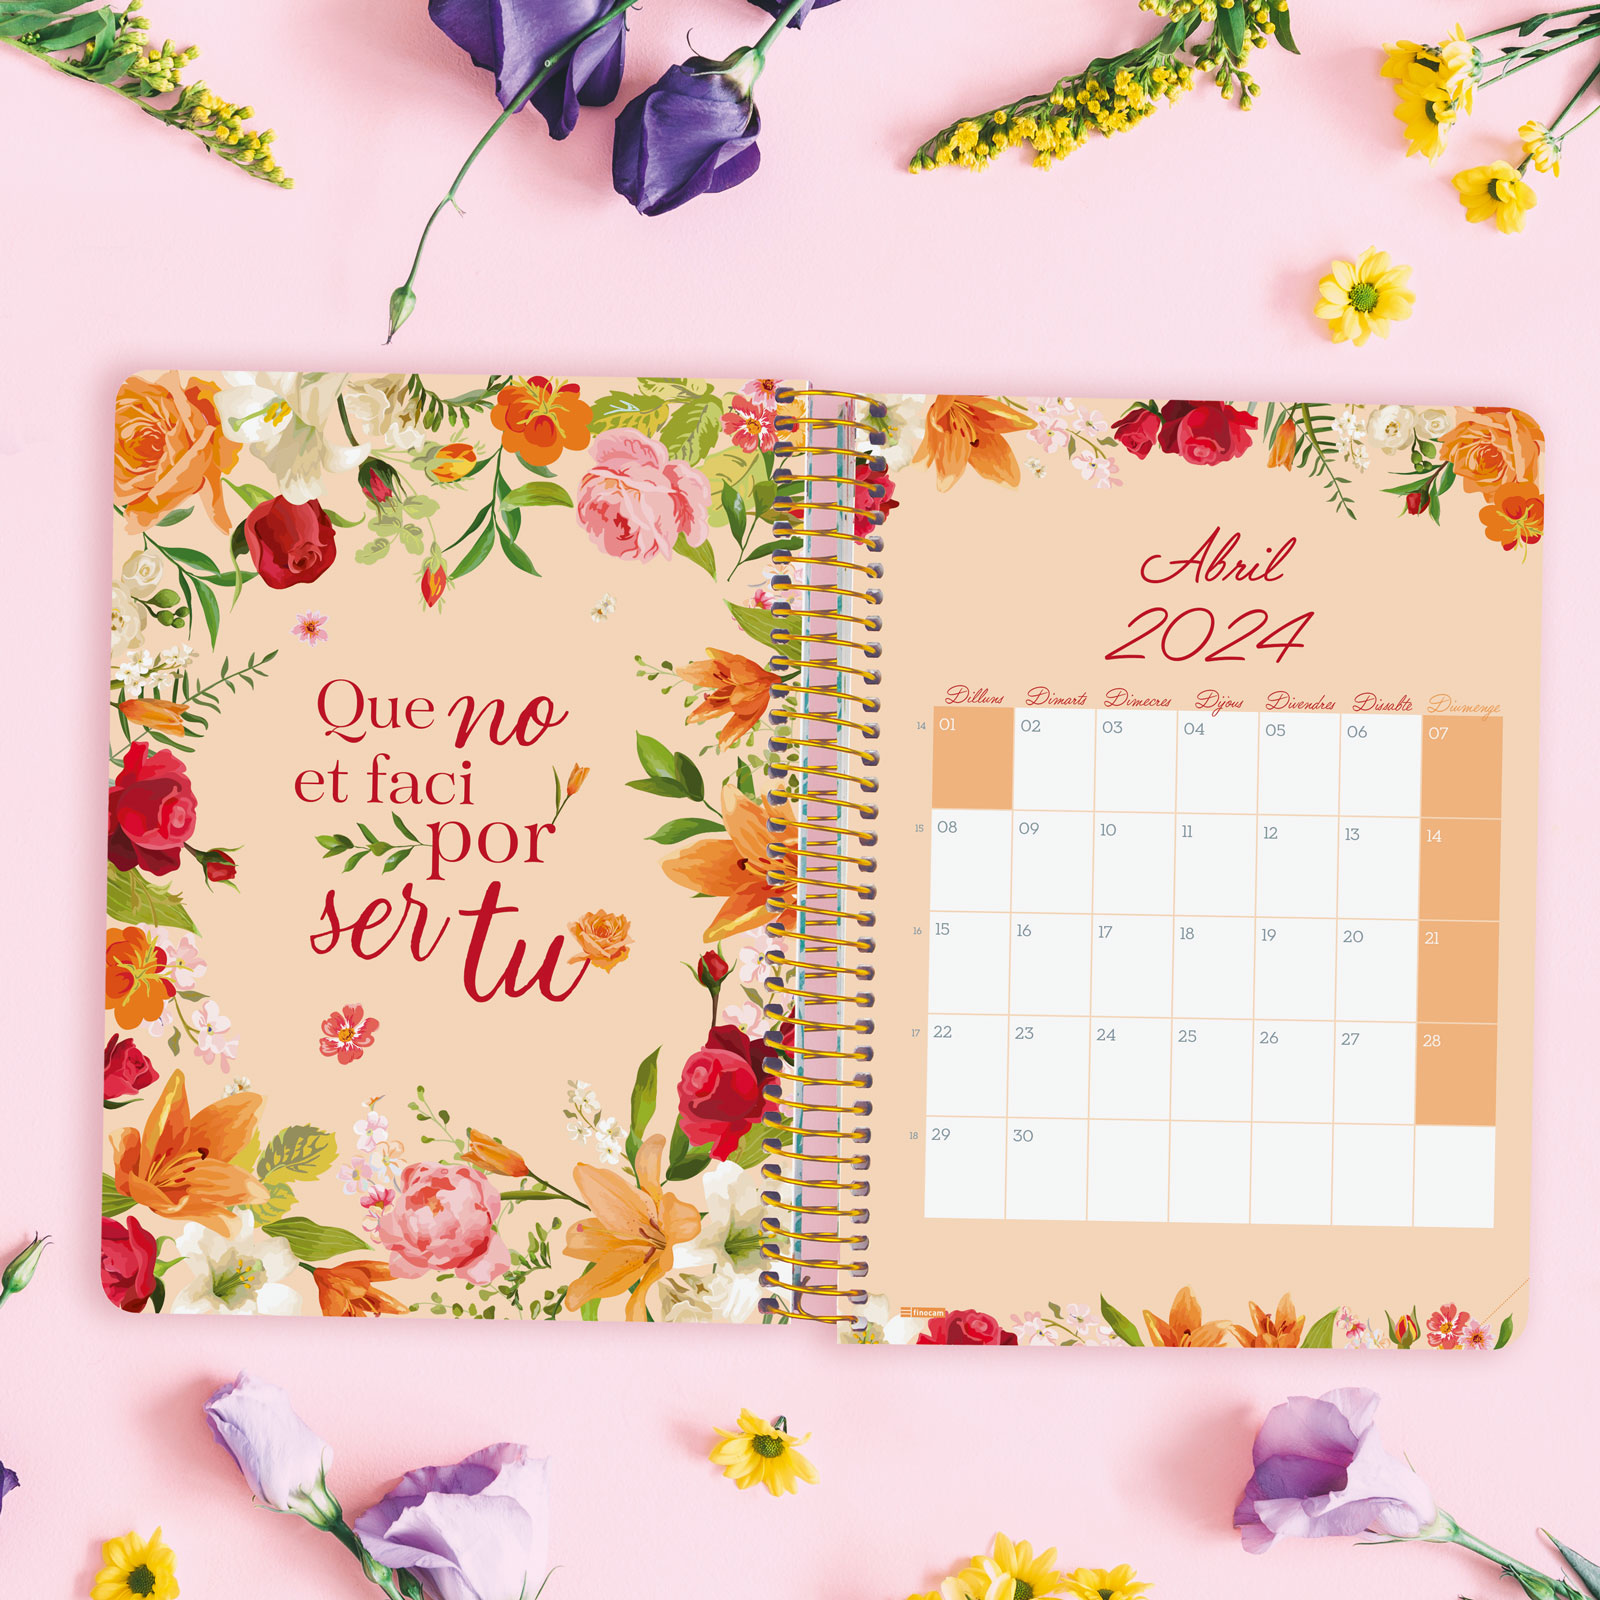 Que no
et faci
por
ser tu
Abril
2024
Dilluns Dimarts Dimecres Dijous Divendres Dissabte Diumenge
14 01 02 03 04 05 06 07
15 08 09 10 11 12 13 14
16 15 16 17 18 19 20 21
17 22 23 24 25 26 27 28
18 29 30
finocam